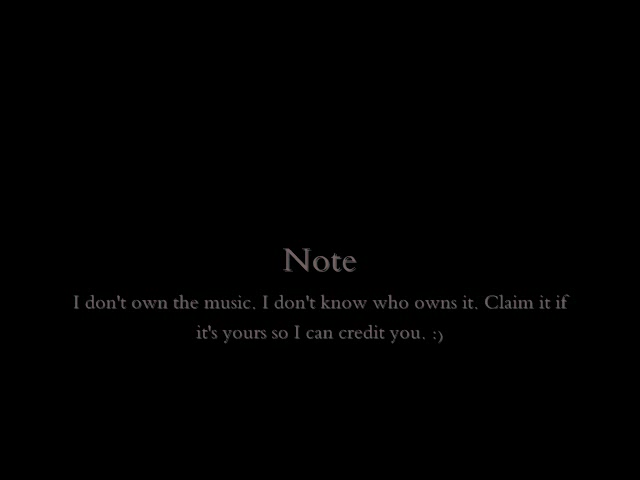 Note
I don't own the music. I don't know who owns it. Claim it if
it's yours so I can credit you. :)